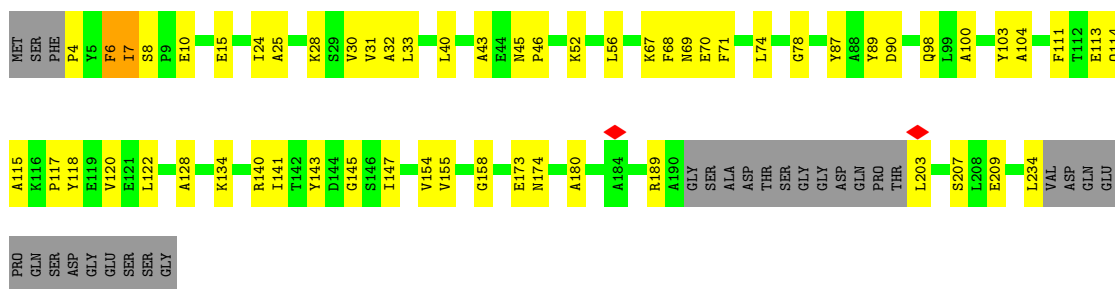 MET SER PHE P4 Y5 F6 I7 S8 P9 E10 E15 I24 A25 K28 S29 V30 V31 A32 L33 L40 A43 E44 N45 P46 K52 L56 K67 F68 N69 E70 F71 L74 G78 Y87 A88 Y89 D90 Q98 L99 A100 Y103 A104 F111 T112 E113 Q114
A115 K116 P117 Y118 E119 V120 E121 L122 A128 K134 R140 I141 T142 Y143 D144 G145 S146 I147 V154 V155 G158 E173 N174 A180 A184 R189 A190 GLY SER ALA ASP THR SER GLY GLY ASP GLN PRO THR L203 S207 L208 E209 L234 VAL ASP GLN GLU
PRO GLN SER ASP GLY GLU SER SER GLY